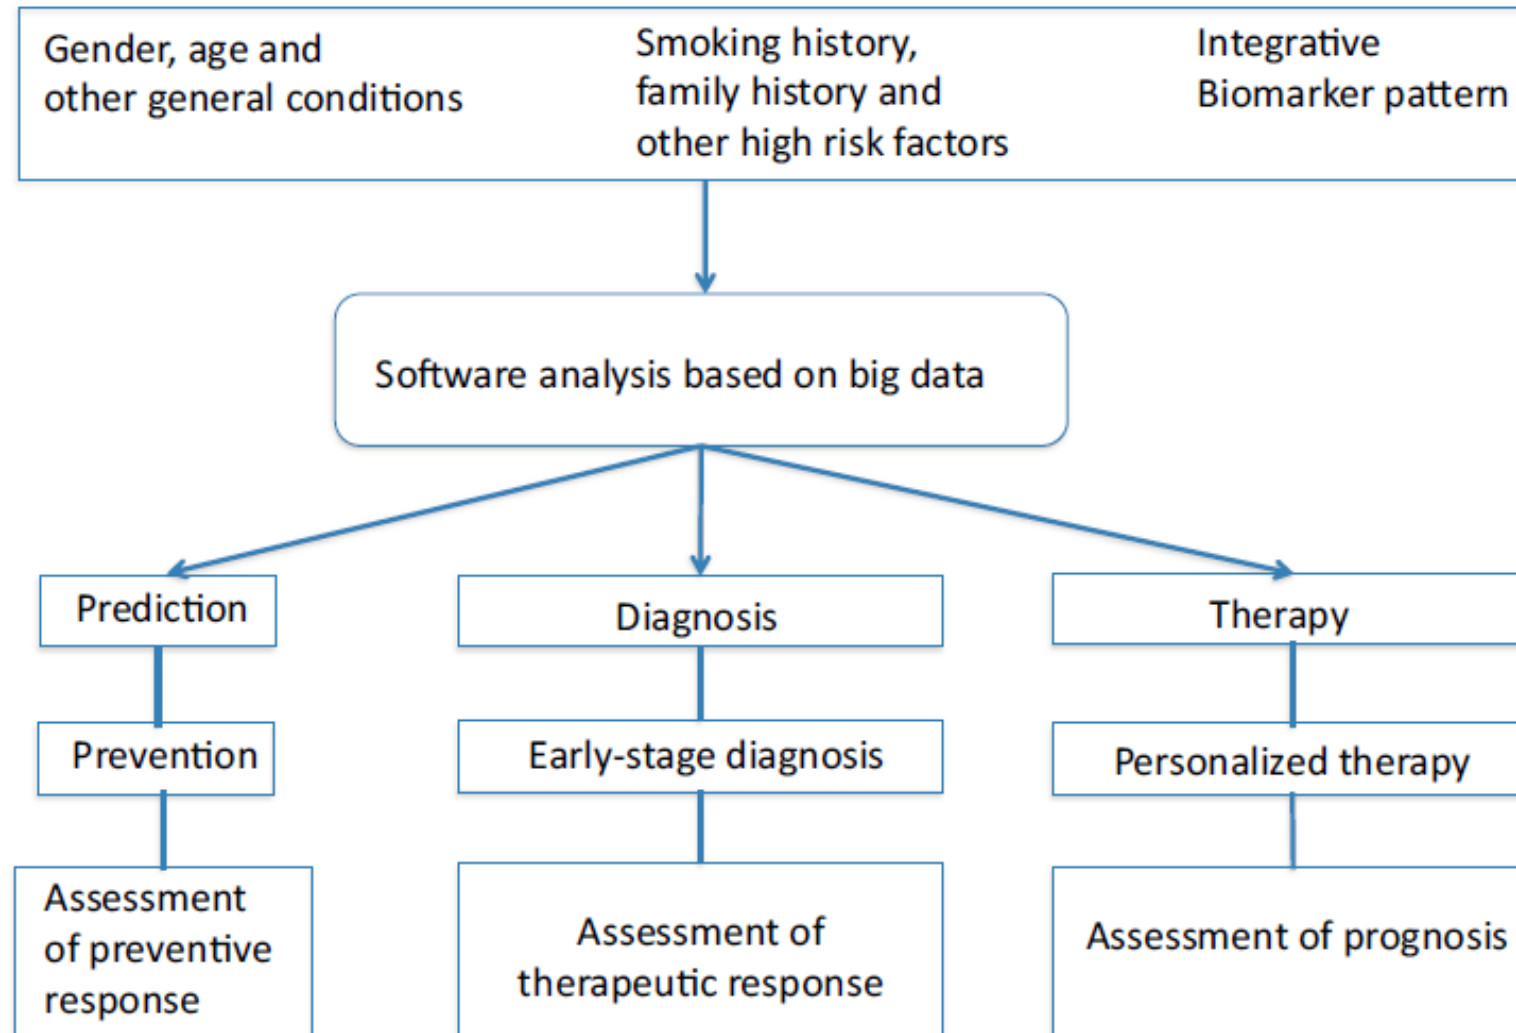 Gender, age and
other general conditions
Smoking history,
family history and
other high risk factors
Integrative
Biomarker pattern
Software analysis based on big data
Prediction
Diagnosis
Therapy
Prevention
Early-stage diagnosis
Personalized therapy
Assessment
of preventive
response
Assessment of
therapeutic response
Assessment of prognosis